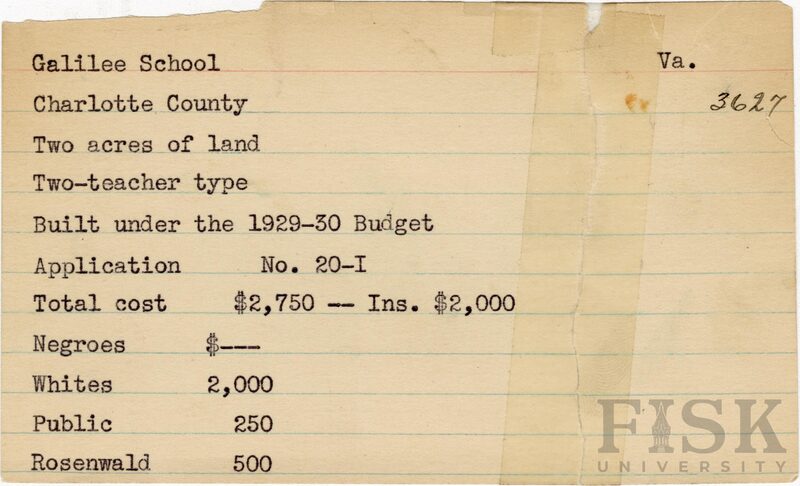 Galilee School Va.
Charlotte County 3627
Two acres of land
Two-teacher type
Built under the 1929-30 Budget
Application No. 20-I
Total cost $2,750 -- Ins. $2,000
Negroes $---
Whites 2,000
Public 250
Rosenwald 500
FISK
UNIVERSITY